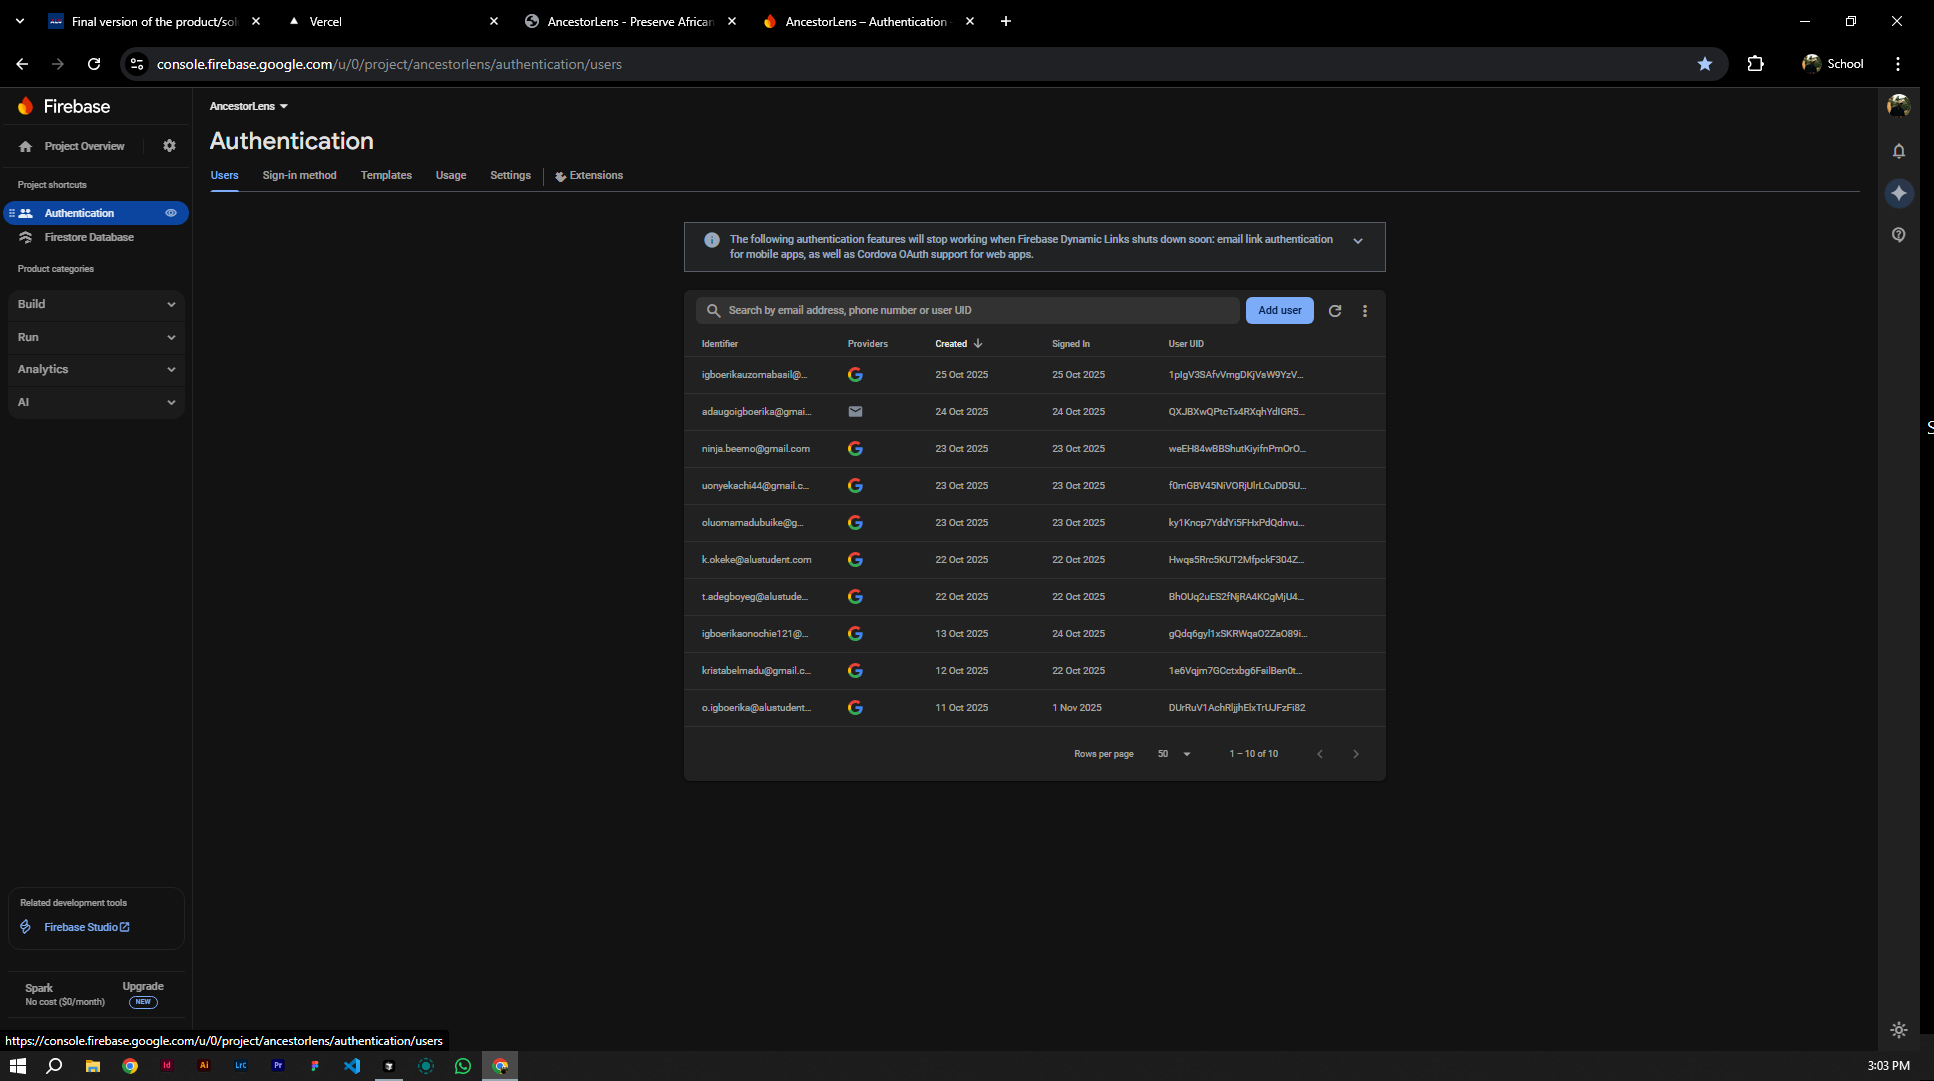 Final version of the product/sol
Vercel
AncestorLens - Preserve African
AncestorLens – Authentication
console.firebase.google.com/u/0/project/ancestorlens/authentication/users
School
Firebase
AncestorLens
Project Overview
Authentication
Users
Sign-in method
Templates
Usage
Settings
Extensions
Project shortcuts
Authentication
Firestore Database
Product categories
Build
Run
Analytics
AI
The following authentication features will stop working when Firebase Dynamic Links shuts down soon: email link authentication
for mobile apps, as well as Cordova OAuth support for web apps.
Search by email address, phone number or user UID
Add user
Identifier Providers Created Signed In User UID
igboerikauzomabasil@... 25 Oct 2025 25 Oct 2025 1pIgV3SAfvVmgDKjVsW9YzV...
adaugoigboerika@gmai... 24 Oct 2025 24 Oct 2025 QXJBXwQPtcTx4RXqhYdIGR5...
ninja.beemo@gmail.com 23 Oct 2025 23 Oct 2025 weEH84wBBShutKiyifnPmOrO...
uonyekachi44@gmail.c... 23 Oct 2025 23 Oct 2025 f0mGBV45NiVORjUlrLCuDD5U...
oluomamadubuike@g... 23 Oct 2025 23 Oct 2025 ky1Kncp7YddYi5FHxPdQdnvu...
k.okeke@alustudent.com 22 Oct 2025 22 Oct 2025 Hwqs5Rrc5KUT2MfpckF304Z...
t.adegboyeg@alustude... 22 Oct 2025 22 Oct 2025 BhOUq2uES2fNjRA4KCgMjU4...
igboerikaonochie121@... 13 Oct 2025 24 Oct 2025 gQdq6gyl1xSKRWqaO2ZaO89i...
kristabelmadu@gmail.c... 12 Oct 2025 22 Oct 2025 1e6Vqjm7GCctxbg6FsilBen0t...
o.igboerika@alustudent... 11 Oct 2025 1 Nov 2025 DUrRuV1AchRljjhElxTrUJFzFi82
Rows per page 50 1 – 10 of 10
Related development tools
Firebase Studio
Spark
No cost ($0/month)
Upgrade
NEW
https://console.firebase.google.com/u/0/project/ancestorlens/authentication/users
Id
Ai
LrC
Pr
3:03 PM